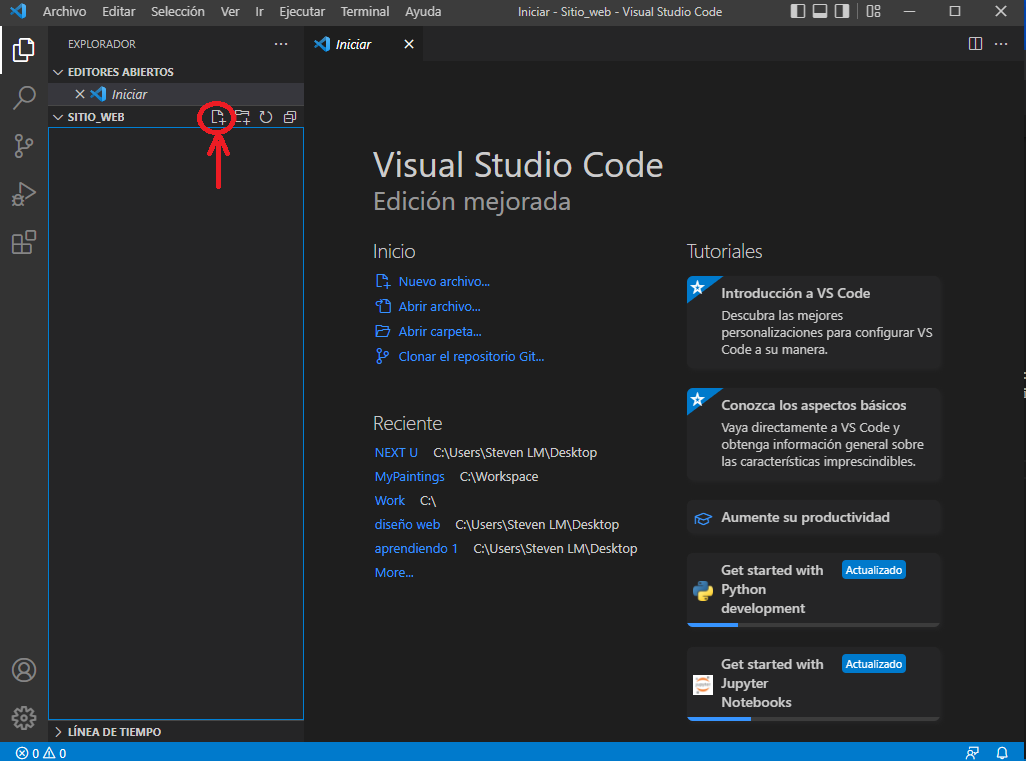 Archivo Editar Selección Ver Ir Ejecutar Terminal Ayuda Iniciar - Sitio_web - Visual Studio Code
EXPLORADOR
Iniciar
EDITORES ABIERTOS
Iniciar
SITIO_WEB
Visual Studio Code
Edición mejorada
Inicio
Nuevo archivo...
Abrir archivo...
Abrir carpeta...
Clonar el repositorio Git...
Reciente
NEXT U C:\Users\Steven LM\Desktop
MyPaintings C:\Workspace
Work C:\
diseño web C:\Users\Steven LM\Desktop
aprendiendo 1 C:\Users\Steven LM\Desktop
More...
Tutoriales
Introducción a VS Code
Descubra las mejores
personalizaciones para configurar VS
Code a su manera.
Conozca los aspectos básicos
Vaya directamente a VS Code y
obtenga información general sobre
las características imprescindibles.
Aumente su productividad
Get started with Actualizado
Python
development
Get started with Actualizado
Jupyter
Notebooks
LÍNEA DE TIEMPO
0 0